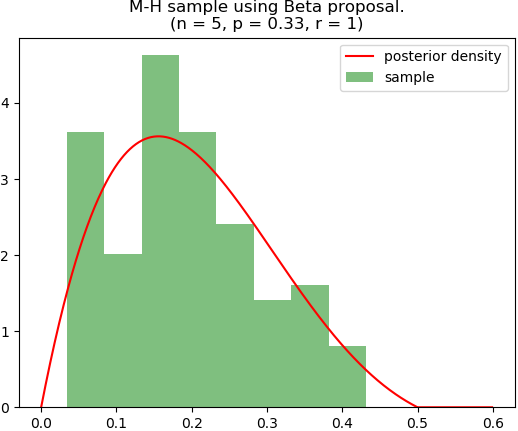 M-H sample using Beta proposal.
(n = 5, p = 0.33, r = 1)
posterior density
sample
4
3
2
1
0
0.0 0.1 0.2 0.3 0.4 0.5 0.6